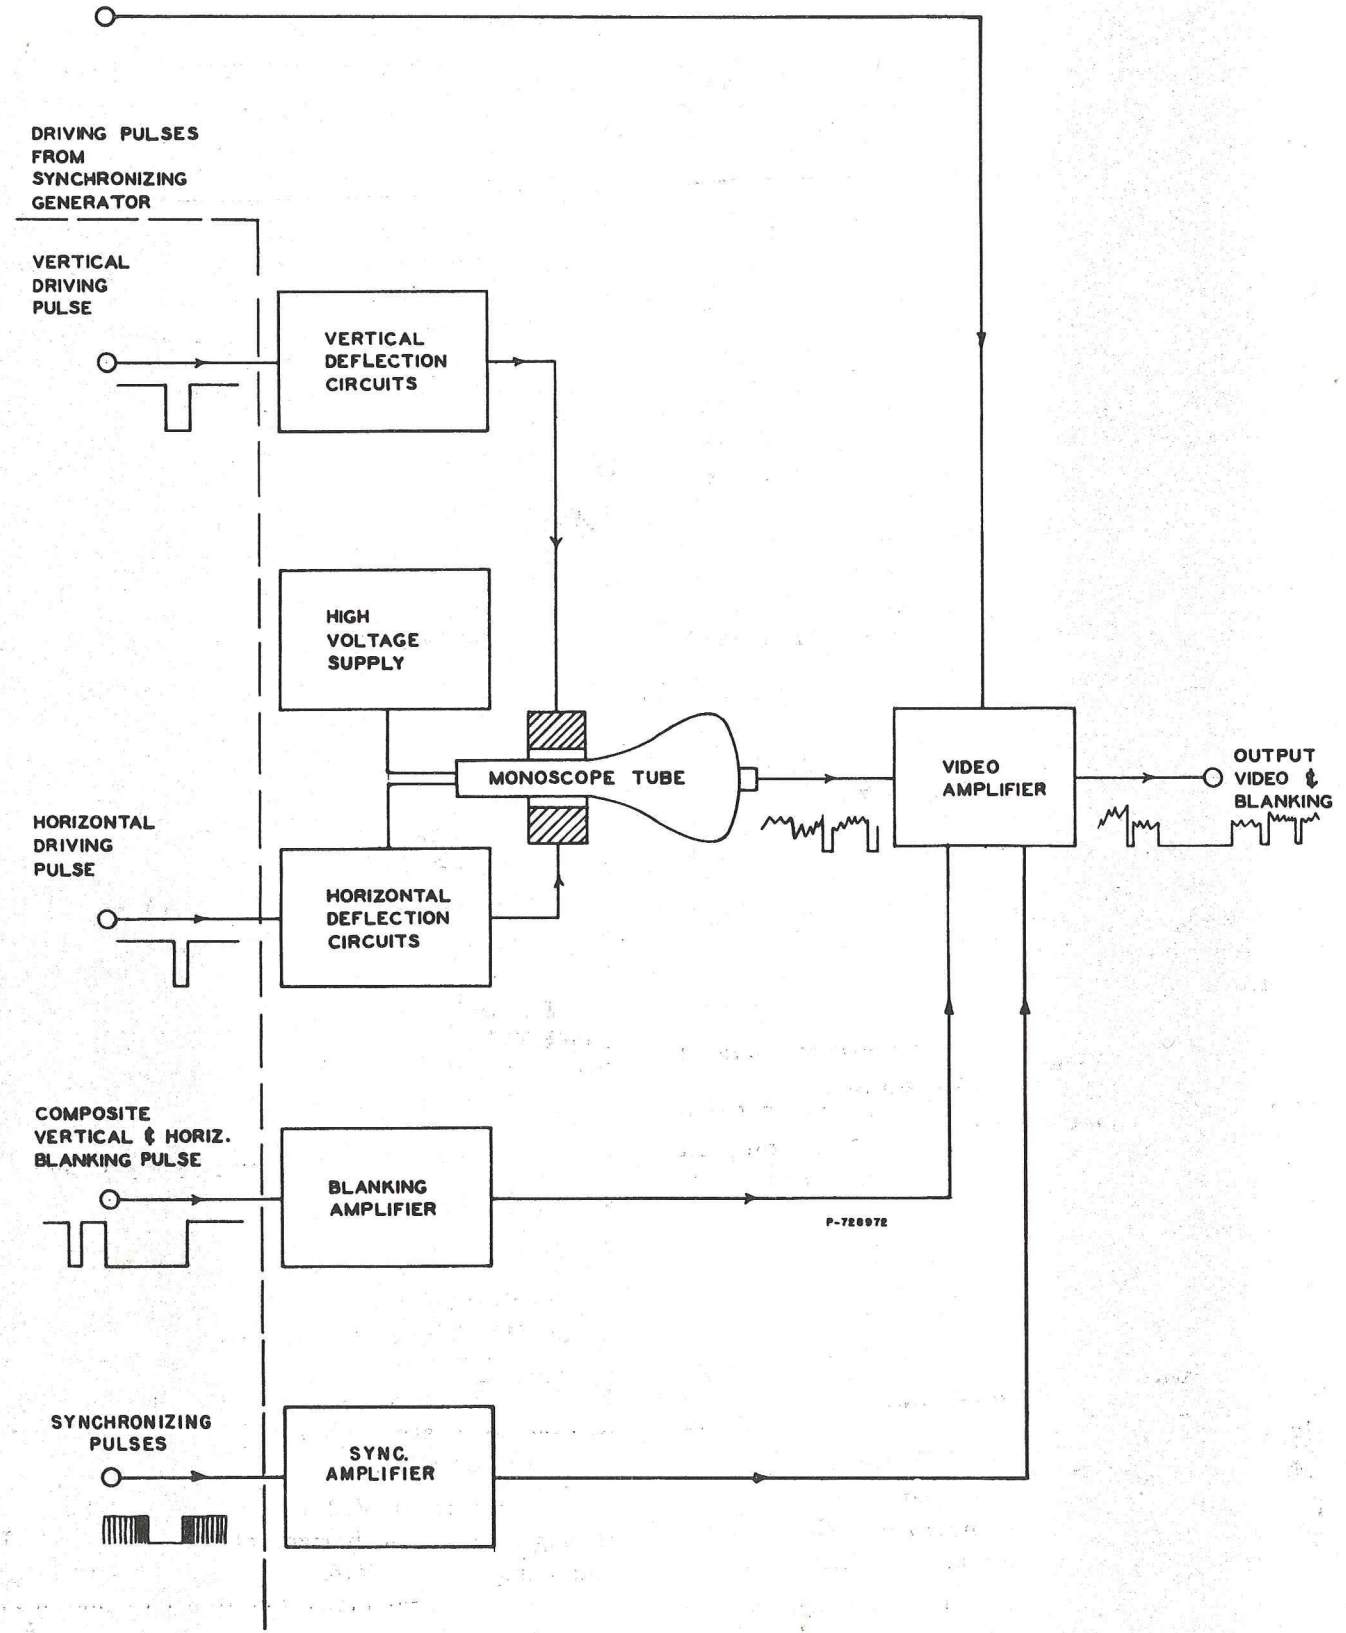 DRIVING PULSES
FROM
SYNCHRONIZING
GENERATOR
VERTICAL
DRIVING
PULSE
VERTICAL
DEFLECTION
CIRCUITS
HIGH
VOLTAGE
SUPPLY
MONOSCOPE TUBE
VIDEO
AMPLIFIER
OUTPUT
VIDEO &
BLANKING
HORIZONTAL
DRIVING
PULSE
HORIZONTAL
DEFLECTION
CIRCUITS
COMPOSITE
VERTICAL & HORIZ.
BLANKING PULSE
BLANKING
AMPLIFIER
P-726972
SYNCHRONIZING
PULSES
SYNC.
AMPLIFIER